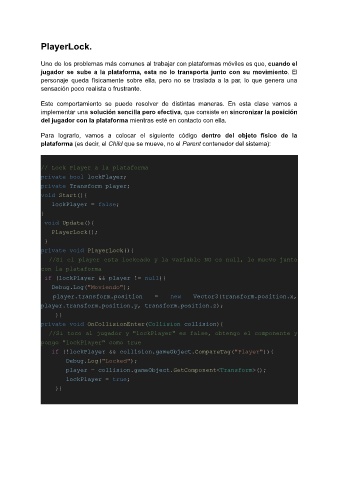 PlayerLock.
Uno de los problemas más comunes al trabajar con plataformas móviles es que, cuando el
jugador se sube a la plataforma, esta no lo transporta junto con su movimiento. El
personaje queda físicamente sobre ella, pero no se traslada a la par, lo que genera una
sensación poco realista o frustrante.
Este comportamiento se puede resolver de distintas maneras. En esta clase vamos a
implementar una solución sencilla pero efectiva, que consiste en sincronizar la posición
del jugador con la plataforma mientras esté en contacto con ella.
Para lograrlo, vamos a colocar el siguiente código dentro del objeto físico de la
plataforma (es decir, el Child que se mueve, no el Parent contenedor del sistema):
// Lock Player a la plataforma
private bool lockPlayer;
private Transform player;
void Start(){
lockPlayer = false;
}
void Update(){
PlayerLock();
}
private void PlayerLock(){
//Si el player esta lockeado y la variable NO es null, lo muevo junto
con la plataforma
if (lockPlayer && player != null){
Debug.Log("Moviendo");
player.transform.position = new Vector3(transform.position.x,
player.transform.position.y, transform.position.z);
}}
private void OnCollisionEnter(Collision collision){
//Si toco al jugador y "lockPlayer" es false, obtengo el componente y
pongo "lockPlayer" como true
if (!lockPlayer && collision.gameObject.CompareTag("Player")){
Debug.Log("Locked");
player = collision.gameObject.GetComponent<Transform>();
lockPlayer = true;
}}